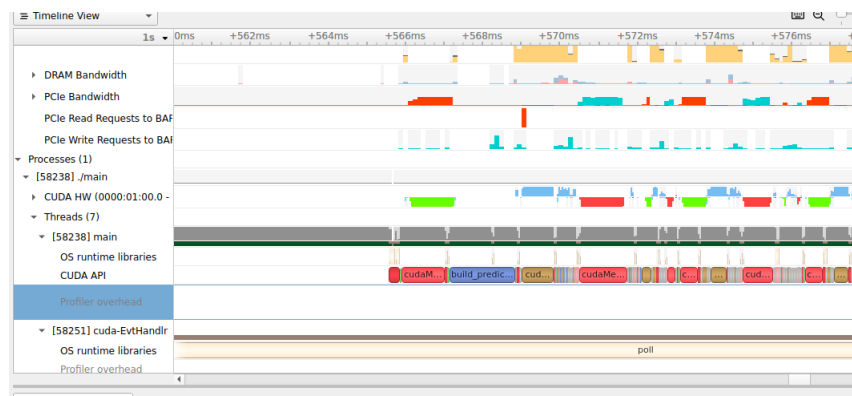 Timeline View
1s 0ms +562ms +564ms +566ms +568ms +570ms +572ms +574ms +576ms
DRAM Bandwidth
PCIe Bandwidth
PCIe Read Requests to BAF
PCIe Write Requests to BAI
Processes (1)
[58238] ./main
CUDA HW (0000:01:00.0 -
Threads (7)
[58238] main
OS runtime libraries
CUDA API cudaM... build_predic... cud... cudaMe... c... ... cud... c... ...
Profiler overhead
[58251] cuda-EvtHandlr
OS runtime libraries poll
Profiler overhead